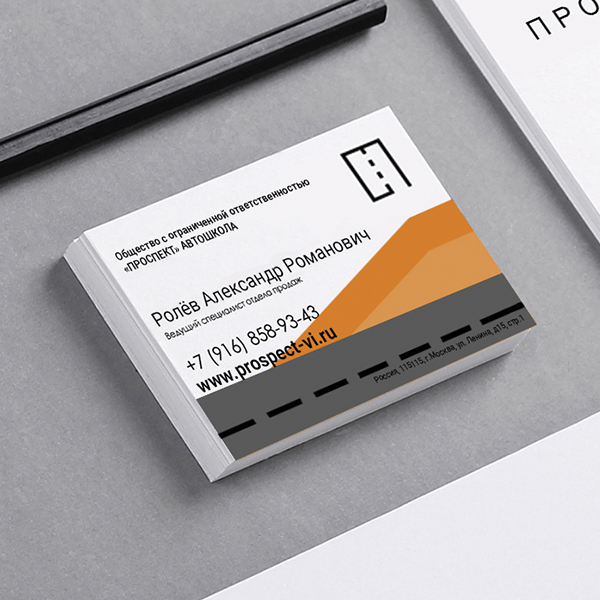 ПРО
Общество с ограниченной ответственностью
«ПРОСПЕКТ» АВТОШКОЛА
Ролёв Александр Романович
Ведущий специалист отдела продаж
+7 (916) 858-93-43
www.prospect-vi.ru
Россия, 115115, г.Москва, ул. Ленина, д15, стр.1